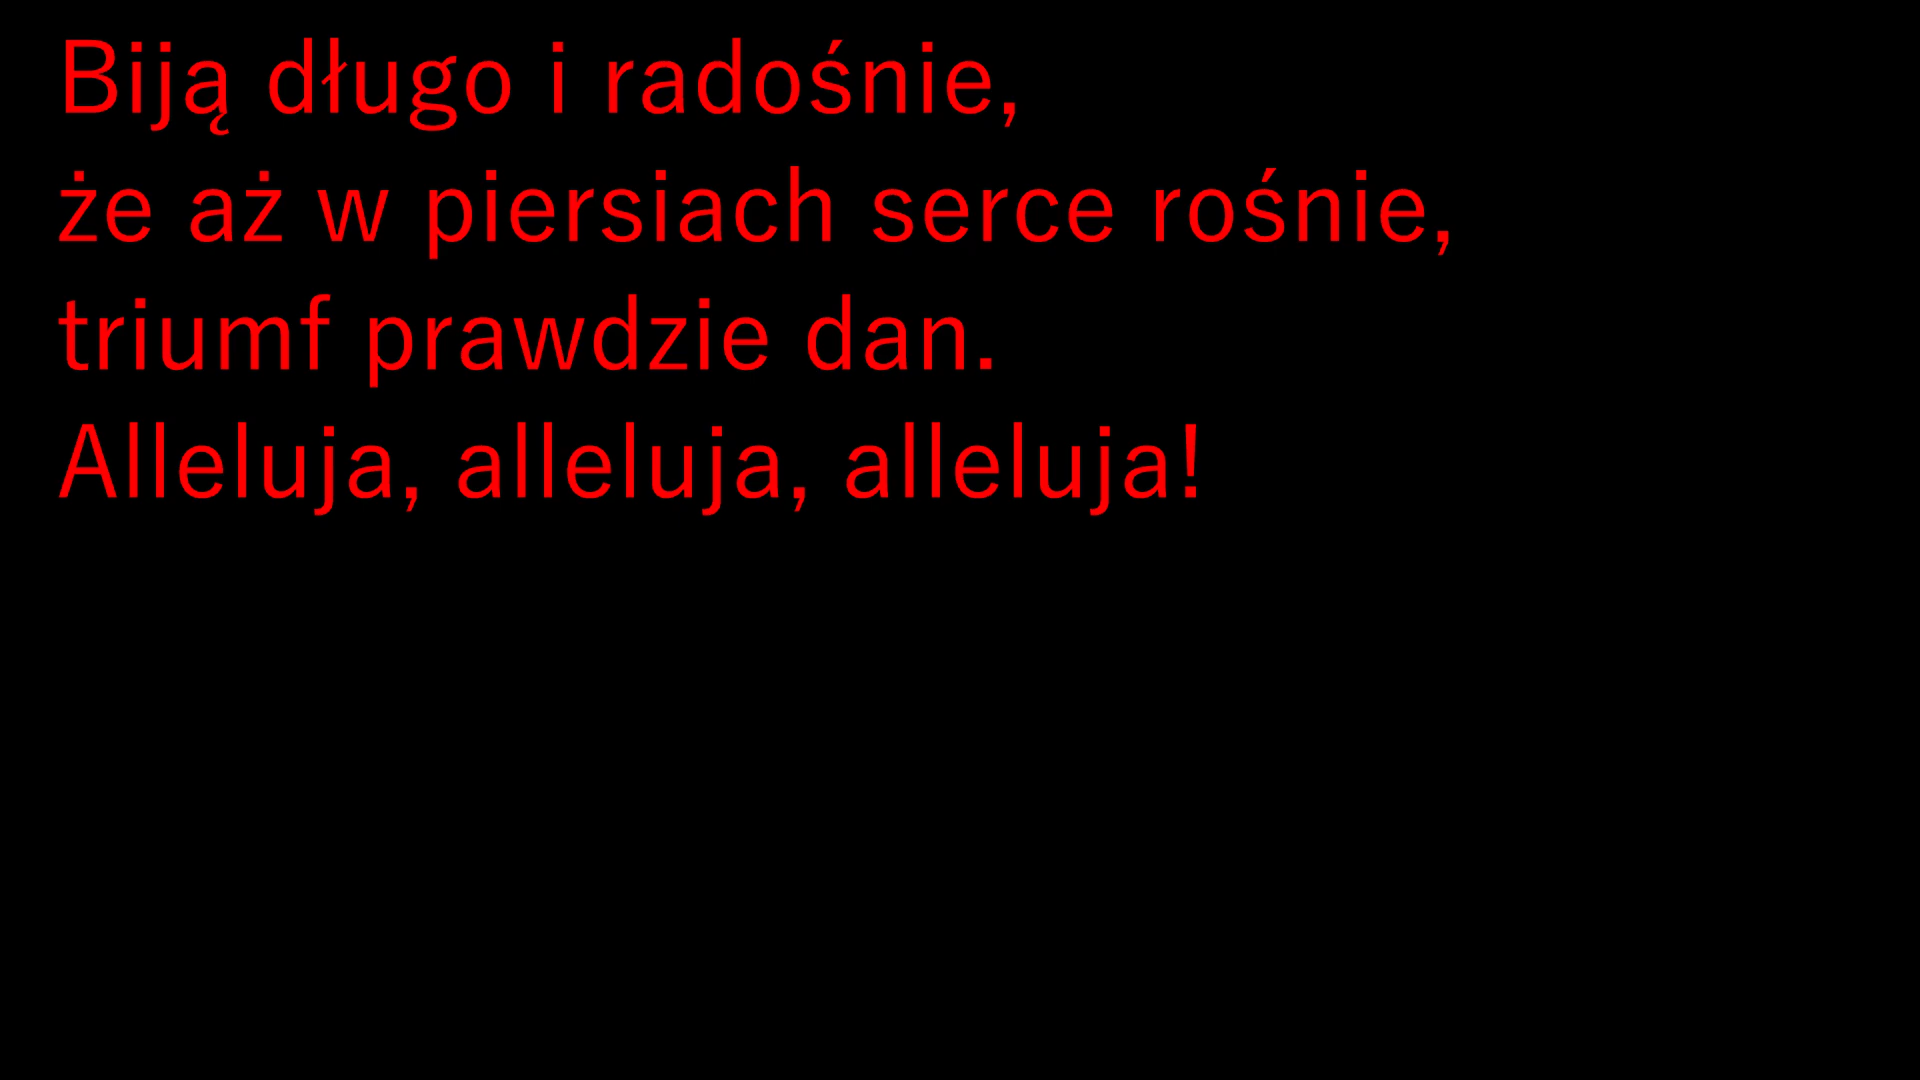 Biją długo i radośnie,
że aż w piersiach serce rośnie,
triumf prawdzie dan.
Alleluja, alleluja, alleluja!